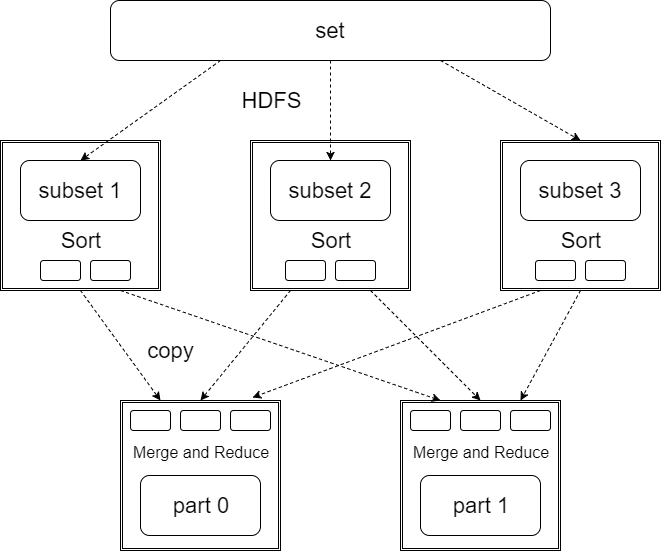 set
HDFS
subset 1
subset 2
subset 3
Sort
Sort
Sort
copy
Merge and Reduce
Merge and Reduce
part 0
part 1